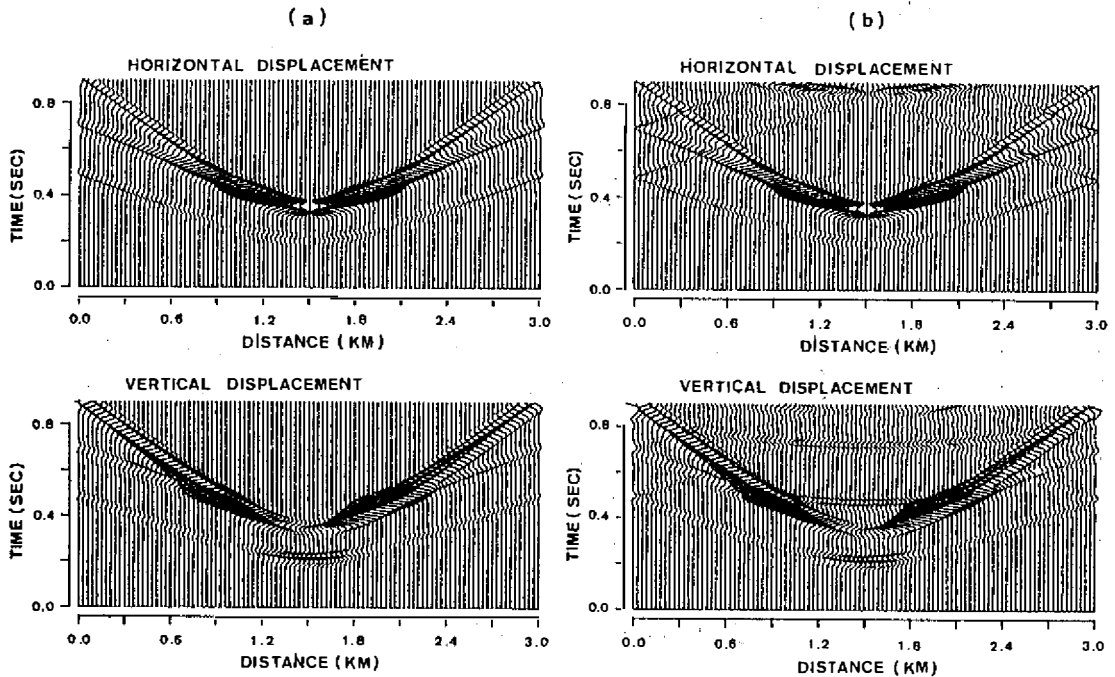 (a)
HORIZONTAL DISPLACEMENT
TIME (SEC)
0.8
0.4
0.0
0.0 0.6 1.2 1.8 2.4 3.0
DISTANCE (KM)
VERTICAL DISPLACEMENT
TIME (SEC)
0.8
0.4
0.0
0.0 0.6 1.2 1.8 2.4 3.0
DISTANCE (KM)
(b)
HORIZONTAL DISPLACEMENT
TIME (SEC)
0.8
0.4
0.0
0.0 0.6 1.2 1.8 2.4 3.0
DISTANCE (KM)
VERTICAL DISPLACEMENT
TIME (SEC)
0.8
0.4
0.0
0.0 0.6 1.2 1.8 2.4 3.0
DISTANCE (KM)